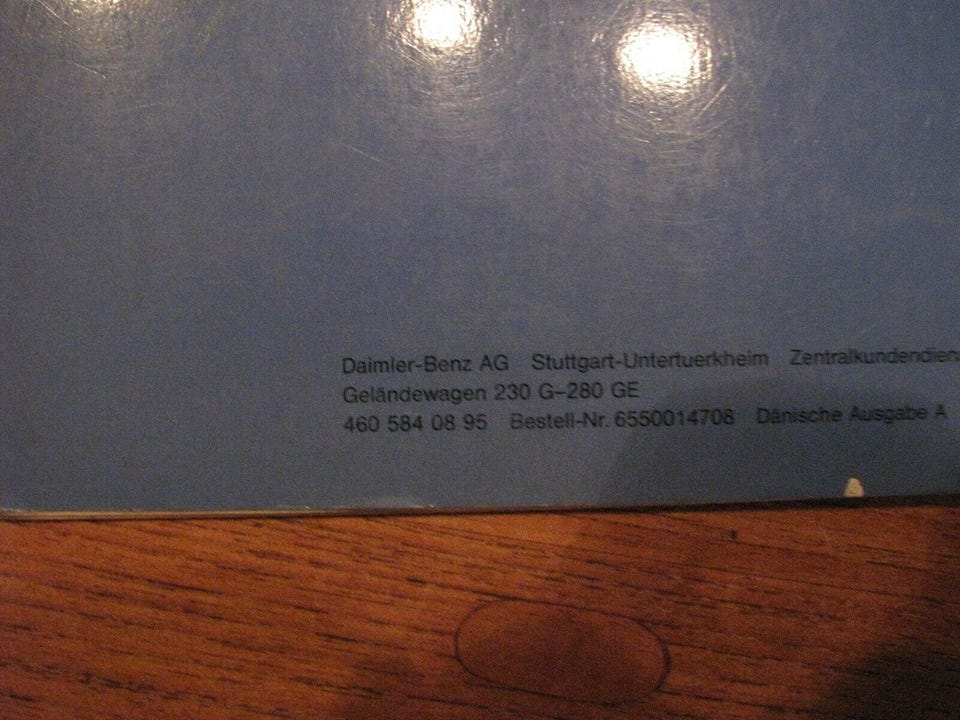 Daimler-Benz AG Stuttgart-Untertuerkheim
Geländewagen 230 G-280 GE
460 584 08 95 Bestell-Nr. 6550014708 Dänische Ausgabe A